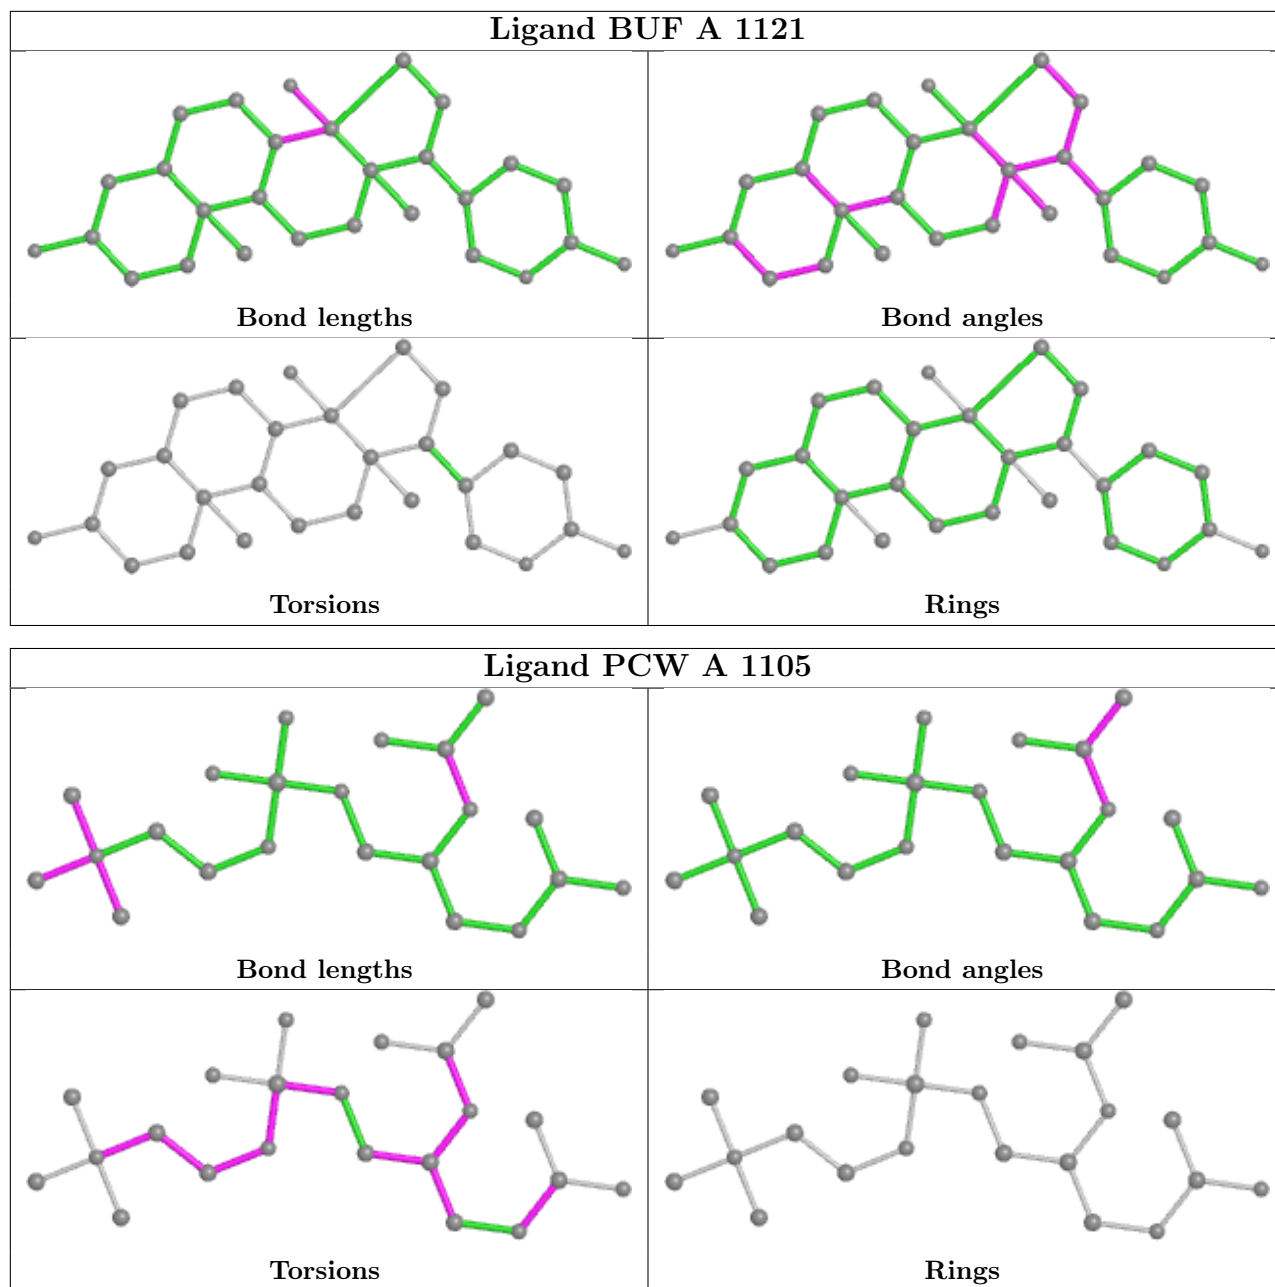 Ligand BUF A 1121
Bond lengths
Bond angles
Torsions
Rings
Ligand PCW A 1105
Bond lengths
Bond angles
Torsions
Rings